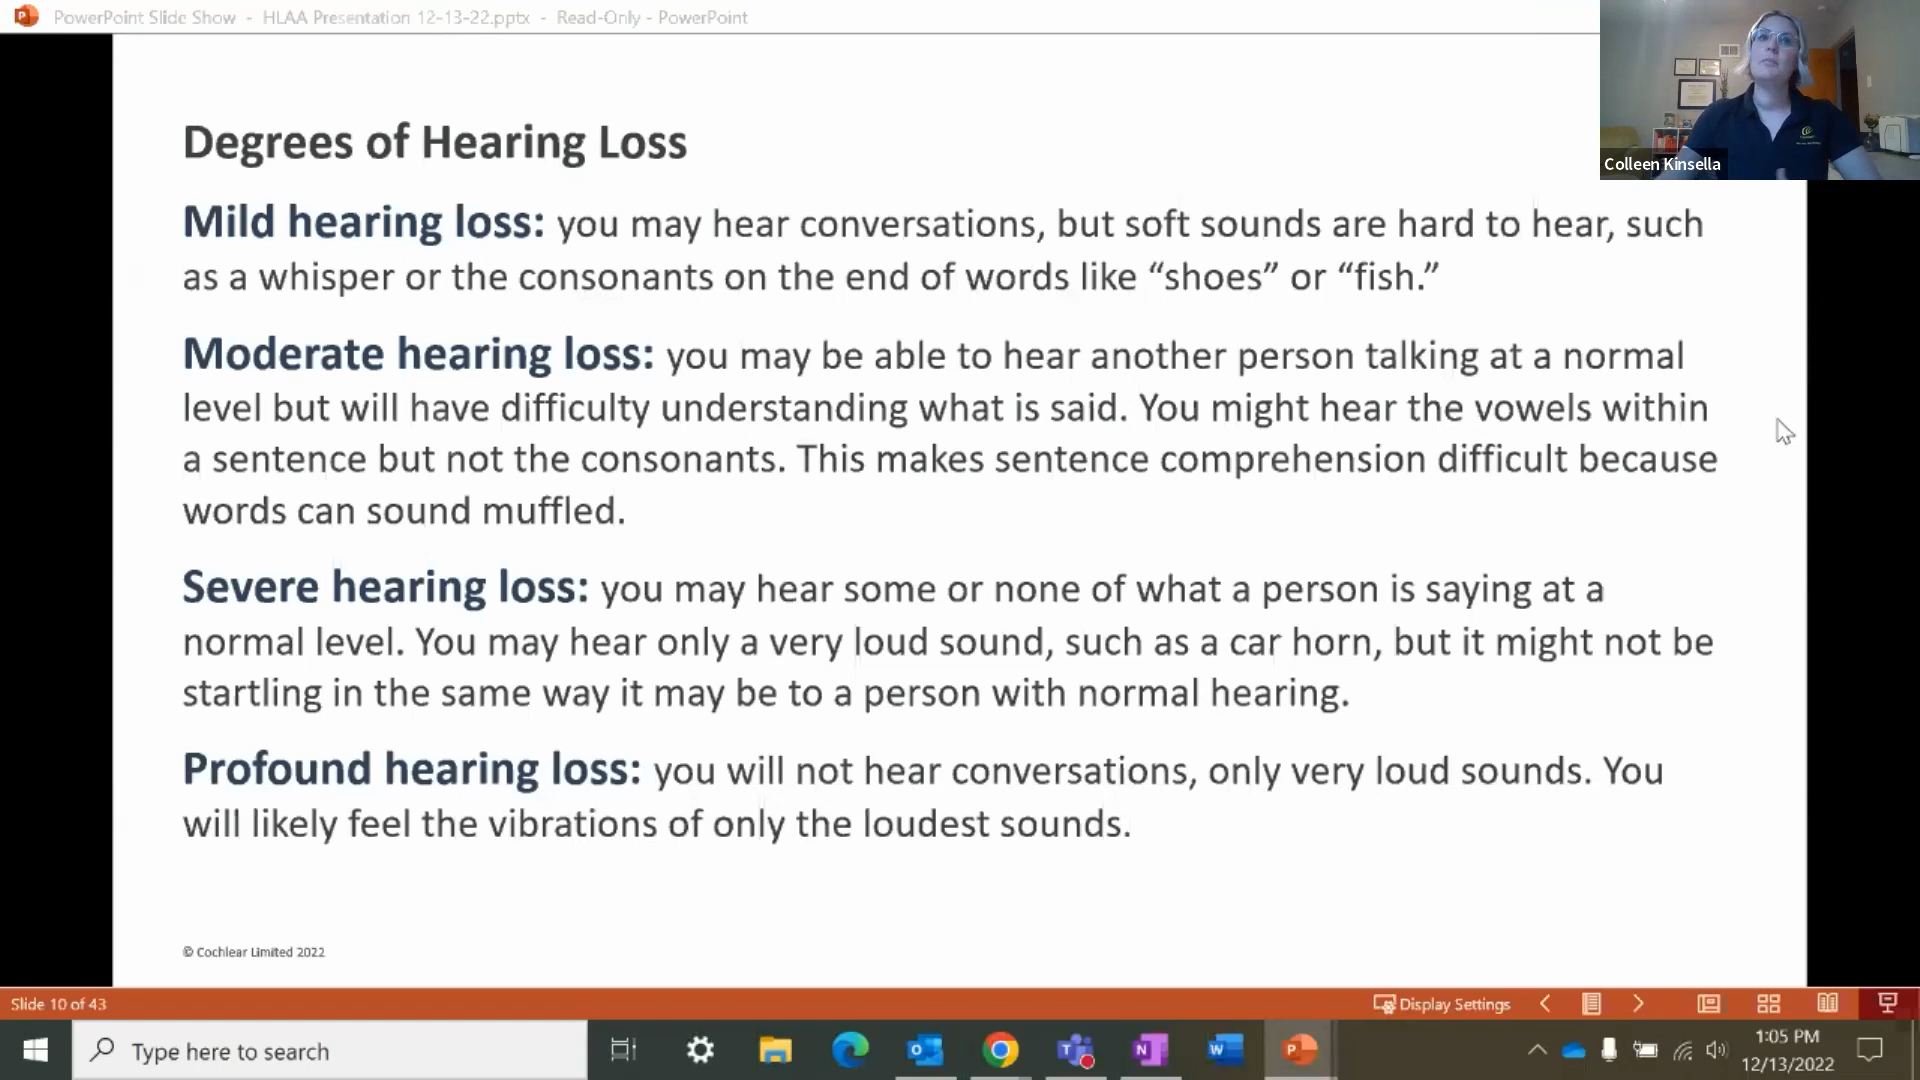 PowerPoint Slide Show - HLAA Presentation 12-13-22.pptx - Read-Only - PowerPoint
Colleen Kinsella
Degrees of Hearing Loss
Mild hearing loss: you may hear conversations, but soft sounds are hard to hear, such
as a whisper or the consonants on the end of words like “shoes” or “fish.”
Moderate hearing loss: you may be able to hear another person talking at a normal
level but will have difficulty understanding what is said. You might hear the vowels within
a sentence but not the consonants. This makes sentence comprehension difficult because
words can sound muffled.
Severe hearing loss: you may hear some or none of what a person is saying at a
normal level. You may hear only a very loud sound, such as a car horn, but it might not be
startling in the same way it may be to a person with normal hearing.
Profound hearing loss: you will not hear conversations, only very loud sounds. You
will likely feel the vibrations of only the loudest sounds.
© Cochlear Limited 2022
Slide 10 of 43
Display Settings
Type here to search
1:05 PM
12/13/2022